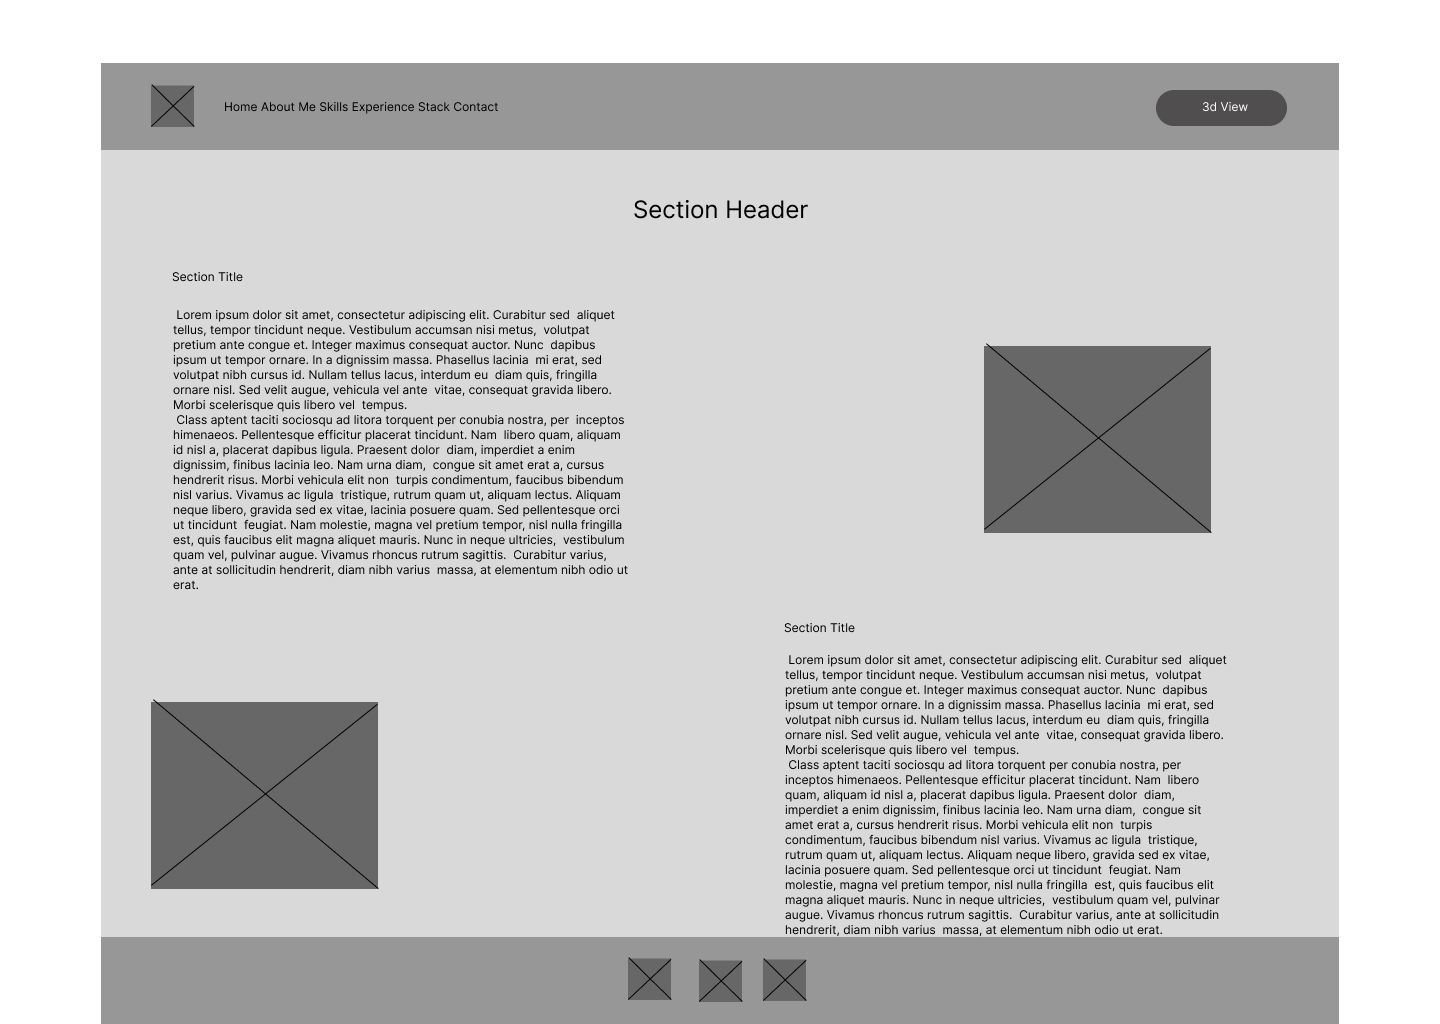 Home About Me Skills Experience Stack Contact
3d View
Section Header
Section Title
Lorem ipsum dolor sit amet, consectetur adipiscing elit. Curabitur sed  aliquet
tellus, tempor tincidunt neque. Vestibulum accumsan nisi metus,  volutpat
pretium ante congue et. Integer maximus consequat auctor. Nunc  dapibus
ipsum ut tempor ornare. In a dignissim massa. Phasellus lacinia  mi erat, sed
volutpat nibh cursus id. Nullam tellus lacus, interdum eu  diam quis, fringilla
ornare nisl. Sed velit augue, vehicula vel ante  vitae, consequat gravida libero.
Morbi scelerisque quis libero vel  tempus.
Class aptent taciti sociosqu ad litora torquent per conubia nostra, per  inceptos
himenaeos. Pellentesque efficitur placerat tincidunt. Nam  libero quam, aliquam
id nisl a, placerat dapibus ligula. Praesent dolor  diam, imperdiet a enim
dignissim, finibus lacinia leo. Nam urna diam,  congue sit amet erat a, cursus
hendrerit risus. Morbi vehicula elit non  turpis condimentum, faucibus bibendum
nisl varius. Vivamus ac ligula  tristique, rutrum quam ut, aliquam lectus. Aliquam
neque libero, gravida sed ex vitae, lacinia posuere quam. Sed pellentesque orci
ut tincidunt  feugiat. Nam molestie, magna vel pretium tempor, nisl nulla fringilla
est, quis faucibus elit magna aliquet mauris. Nunc in neque ultricies,  vestibulum
quam vel, pulvinar augue. Vivamus rhoncus rutrum sagittis.  Curabitur varius,
ante at sollicitudin hendrerit, diam nibh varius  massa, at elementum nibh odio ut
erat.
Section Title
Lorem ipsum dolor sit amet, consectetur adipiscing elit. Curabitur sed  aliquet
tellus, tempor tincidunt neque. Vestibulum accumsan nisi metus,  volutpat
pretium ante congue et. Integer maximus consequat auctor. Nunc  dapibus
ipsum ut tempor ornare. In a dignissim massa. Phasellus lacinia  mi erat, sed
volutpat nibh cursus id. Nullam tellus lacus, interdum eu  diam quis, fringilla
ornare nisl. Sed velit augue, vehicula vel ante  vitae, consequat gravida libero.
Morbi scelerisque quis libero vel  tempus.
Class aptent taciti sociosqu ad litora torquent per conubia nostra, per
inceptos himenaeos. Pellentesque efficitur placerat tincidunt. Nam  libero
quam, aliquam id nisl a, placerat dapibus ligula. Praesent dolor  diam,
imperdiet a enim dignissim, finibus lacinia leo. Nam urna diam,  congue sit
amet erat a, cursus hendrerit risus. Morbi vehicula elit non  turpis
condimentum, faucibus bibendum nisl varius. Vivamus ac ligula  tristique,
rutrum quam ut, aliquam lectus. Aliquam neque libero, gravida sed ex vitae,
lacinia posuere quam. Sed pellentesque orci ut tincidunt  feugiat. Nam
molestie, magna vel pretium tempor, nisl nulla fringilla  est, quis faucibus elit
magna aliquet mauris. Nunc in neque ultricies,  vestibulum quam vel, pulvinar
augue. Vivamus rhoncus rutrum sagittis.  Curabitur varius, ante at sollicitudin
hendrerit, diam nibh varius  massa, at elementum nibh odio ut erat.